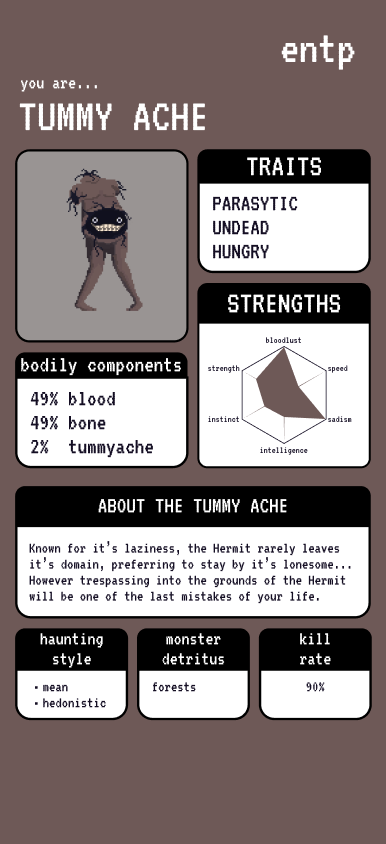 entp
you are...
TUMMY ACHE
TRAITS
PARASYTIC
UNDEAD
HUNGRY
STRENGTHS
bloodlust
strength
speed
instinct
sadism
intelligence
bodily components
49% blood
49% bone
2% tummyache
ABOUT THE TUMMY ACHE
Known for it's laziness, the Hermit rarely leaves
it's domain, preferring to stay by it's lonesome...
However trespassing into the grounds of the Hermit
will be one of the last mistakes of your life.
haunting
style
• mean
• hedonistic
monster
detritus
forests
kill
rate
90%